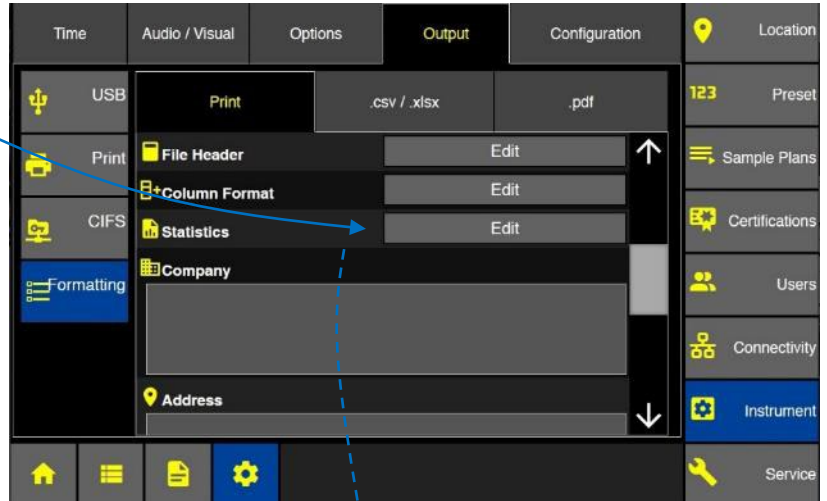 Time Audio / Visual Options Output Configuration
Location
USB
Print .csv / .xlsx .pdf
123 Preset
Print
File Header Edit
Sample Plans
Column Format Edit
CIFS
Statistics Edit
Certifications
Formatting
Company
Users
Connectivity
Address
Instrument
Service